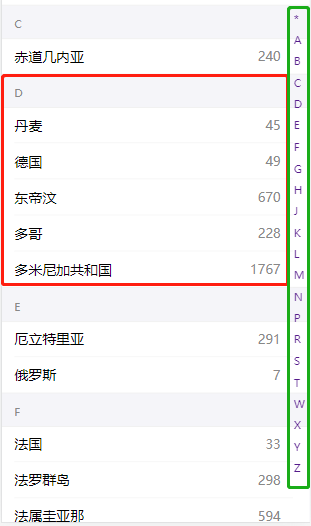 C
赤道几内亚 240
D
丹麦 45
德国 49
东帝汶 670
多哥 228
多米尼加共和国 1767
E
厄立特里亚 291
俄罗斯 7
F
法国 33
法罗群岛 298
法属圭亚那 594
*
A
B
C
D
E
F
G
H
J
K
L
M
N
P
R
S
T
W
X
Y
Z